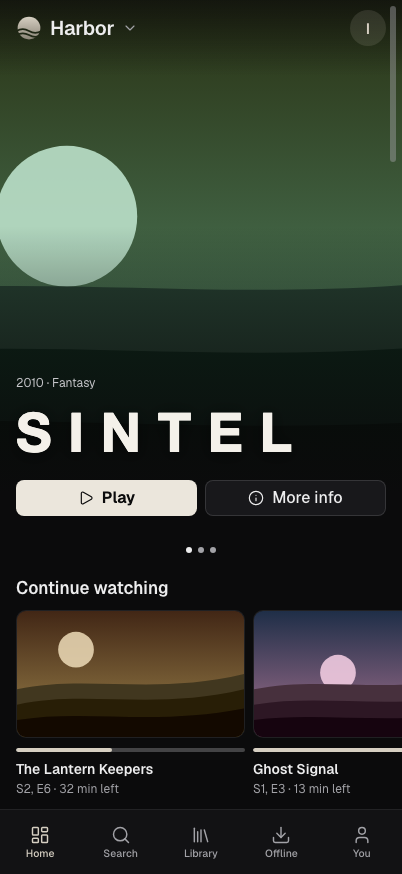 Harbor
I
2010 · Fantasy
SINTEL
Play
More info
Continue watching
The Lantern Keepers
S2, E6 · 32 min left
Ghost Signal
S1, E3 · 13 min left
Home
Search
Library
Offline
You